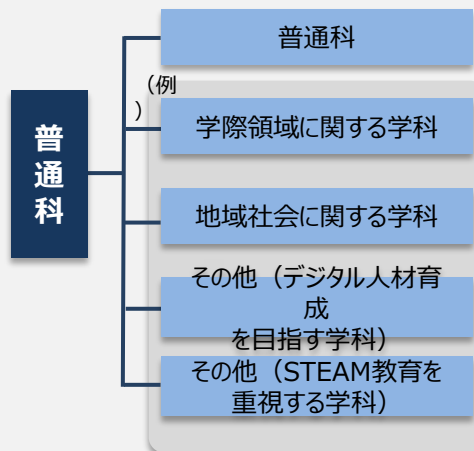 普通科
普通科
（例
）
学際領域に関する学科
地域社会に関する学科
その他（デジタル人材育
成
を目指す学科）
その他（STEAM教育を
重視する学科）